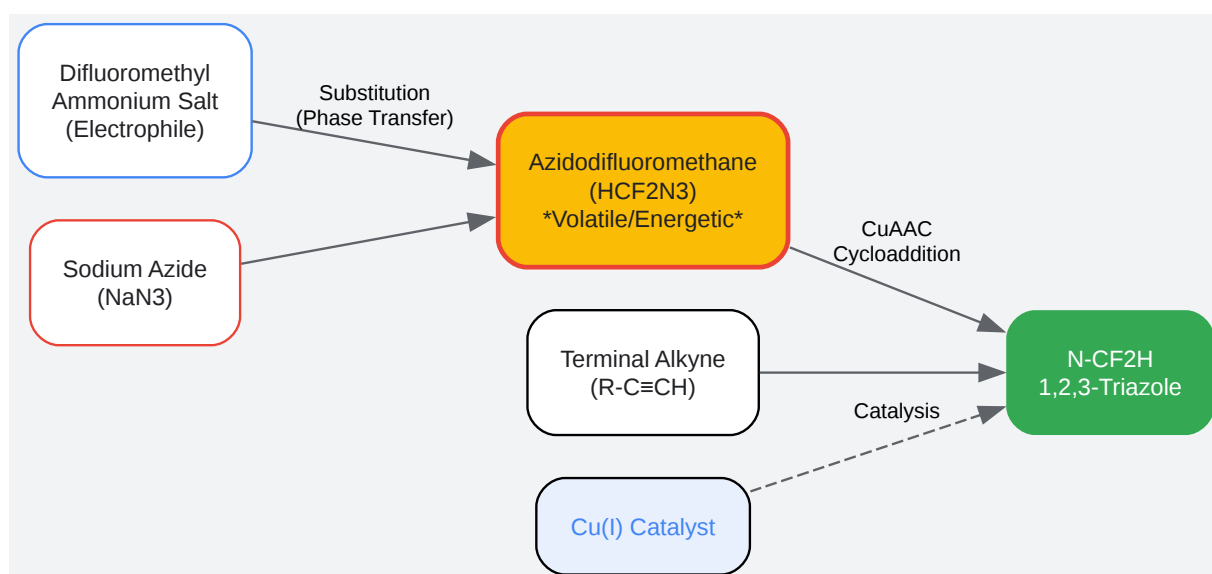 Difluoromethyl
Ammonium Salt
(Electrophile)
Substitution
(Phase Transfer)
Sodium Azide
(NaN3)
Azidodifluoromethane
(HCF2N3)
*Volatile/Energetic*
CuAAC
Cycloaddition
Terminal Alkyne
(R-C≡CH)
Catalysis
Cu(I) Catalyst
N-CF2H
1,2,3-Triazole